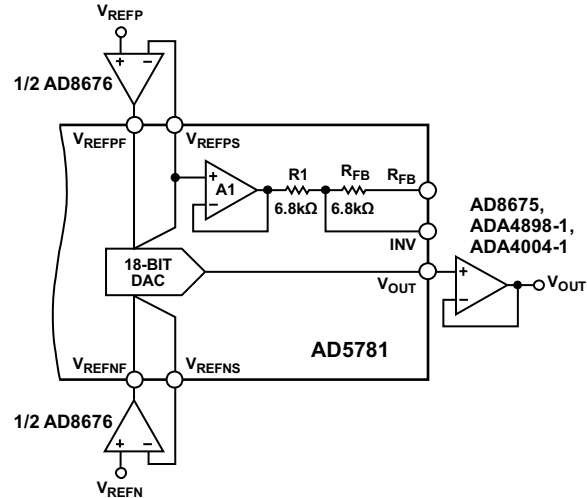 VREFP
1/2 AD8676
+ −
VREFPF
VREFPS
R1
RFB
RFB
A1
+
−
6.8kΩ
6.8kΩ
INV
AD8675,
ADA4898-1,
ADA4004-1
18-BIT
DAC
VOUT
+
−
VOUT
AD5781
VREFNF
VREFNS
1/2 AD8676
+ −
VREFN